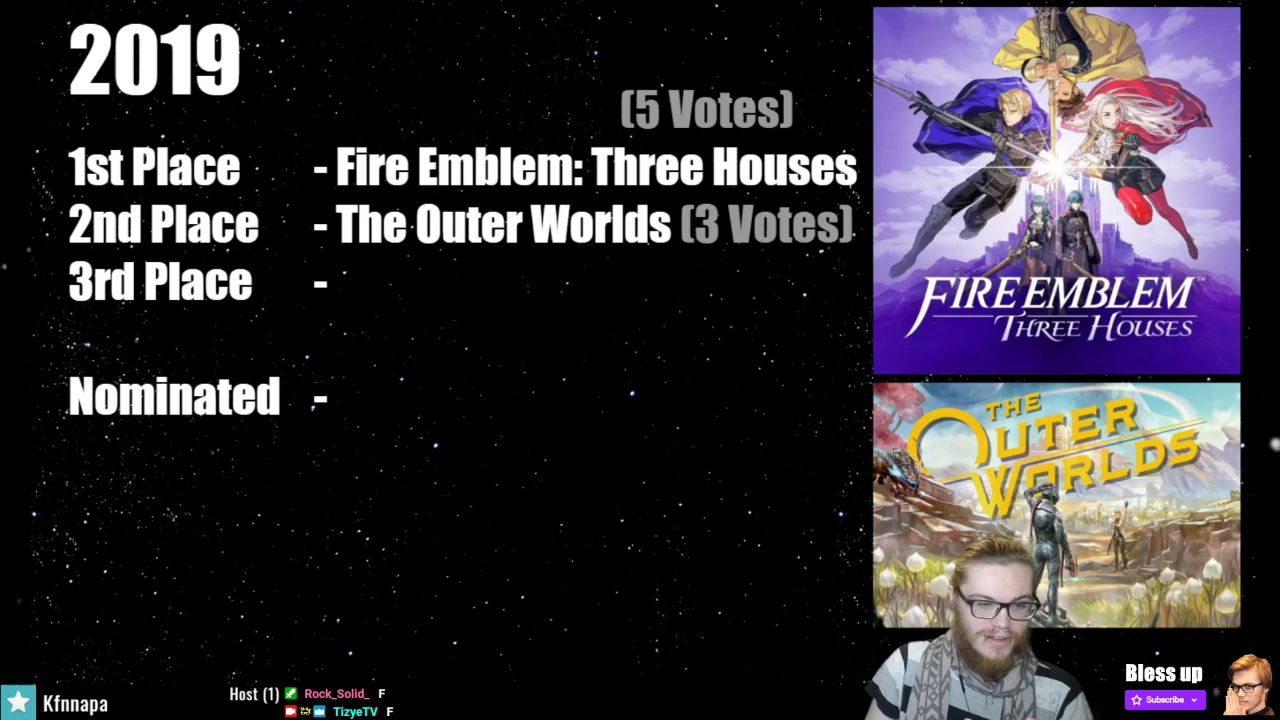 2019
(5 Votes)
1st Place - Fire Emblem: Three Houses
2nd Place - The Outer Worlds (3 Votes)
3rd Place -
Nominated -
FIRE EMBLEM™
THREE HOUSES
THE
OUTER
WORLDS
Bless up
Subscribe
Kfnnapa
Host (1) Rock_Solid_ F
TizyeTV F